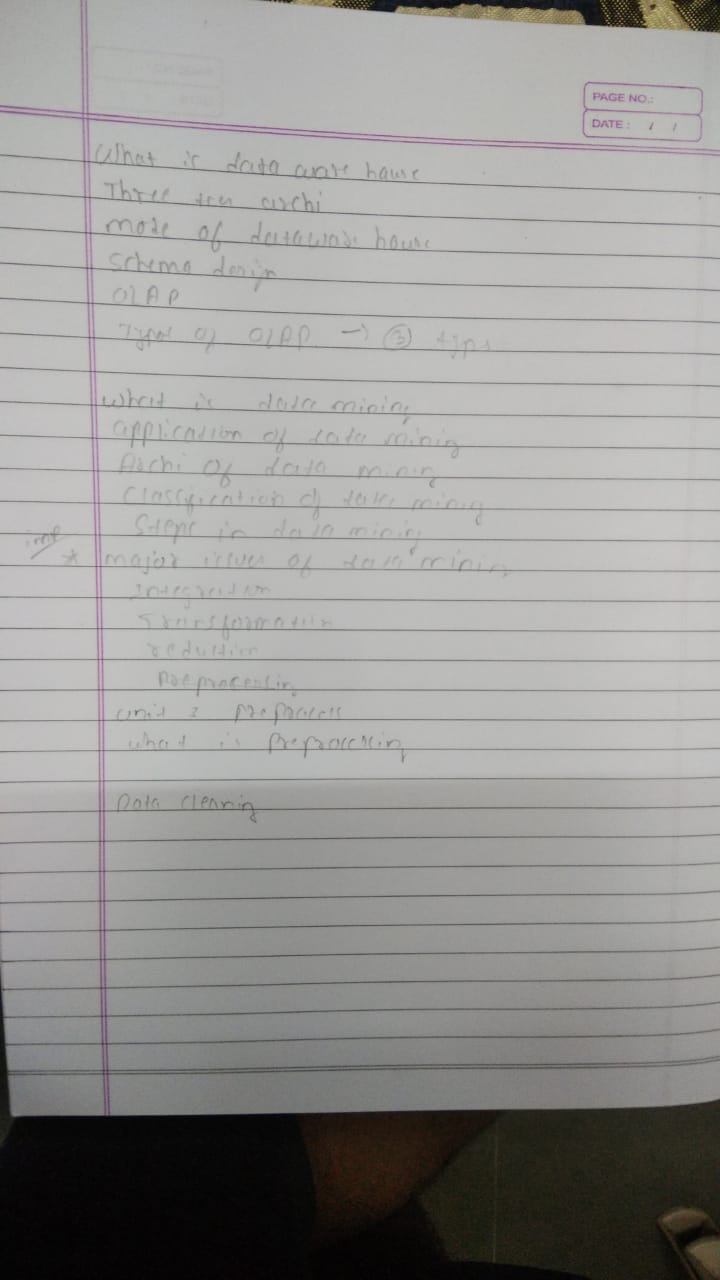 PAGE NO.:
DATE: / /
What is data ware house
Three tier archi
mode of dataware house
Schema design
OLAP
Types of OLAP → ③ typs
What is data mining
application of data mining
Archi of data mining
Classification of data mining
Steps in data mining
imp
* major issues of data mining
Integration
Transformation
reduction
Preprocessing
unit 2 preprocess
what is Preprocessing
Data cleaning